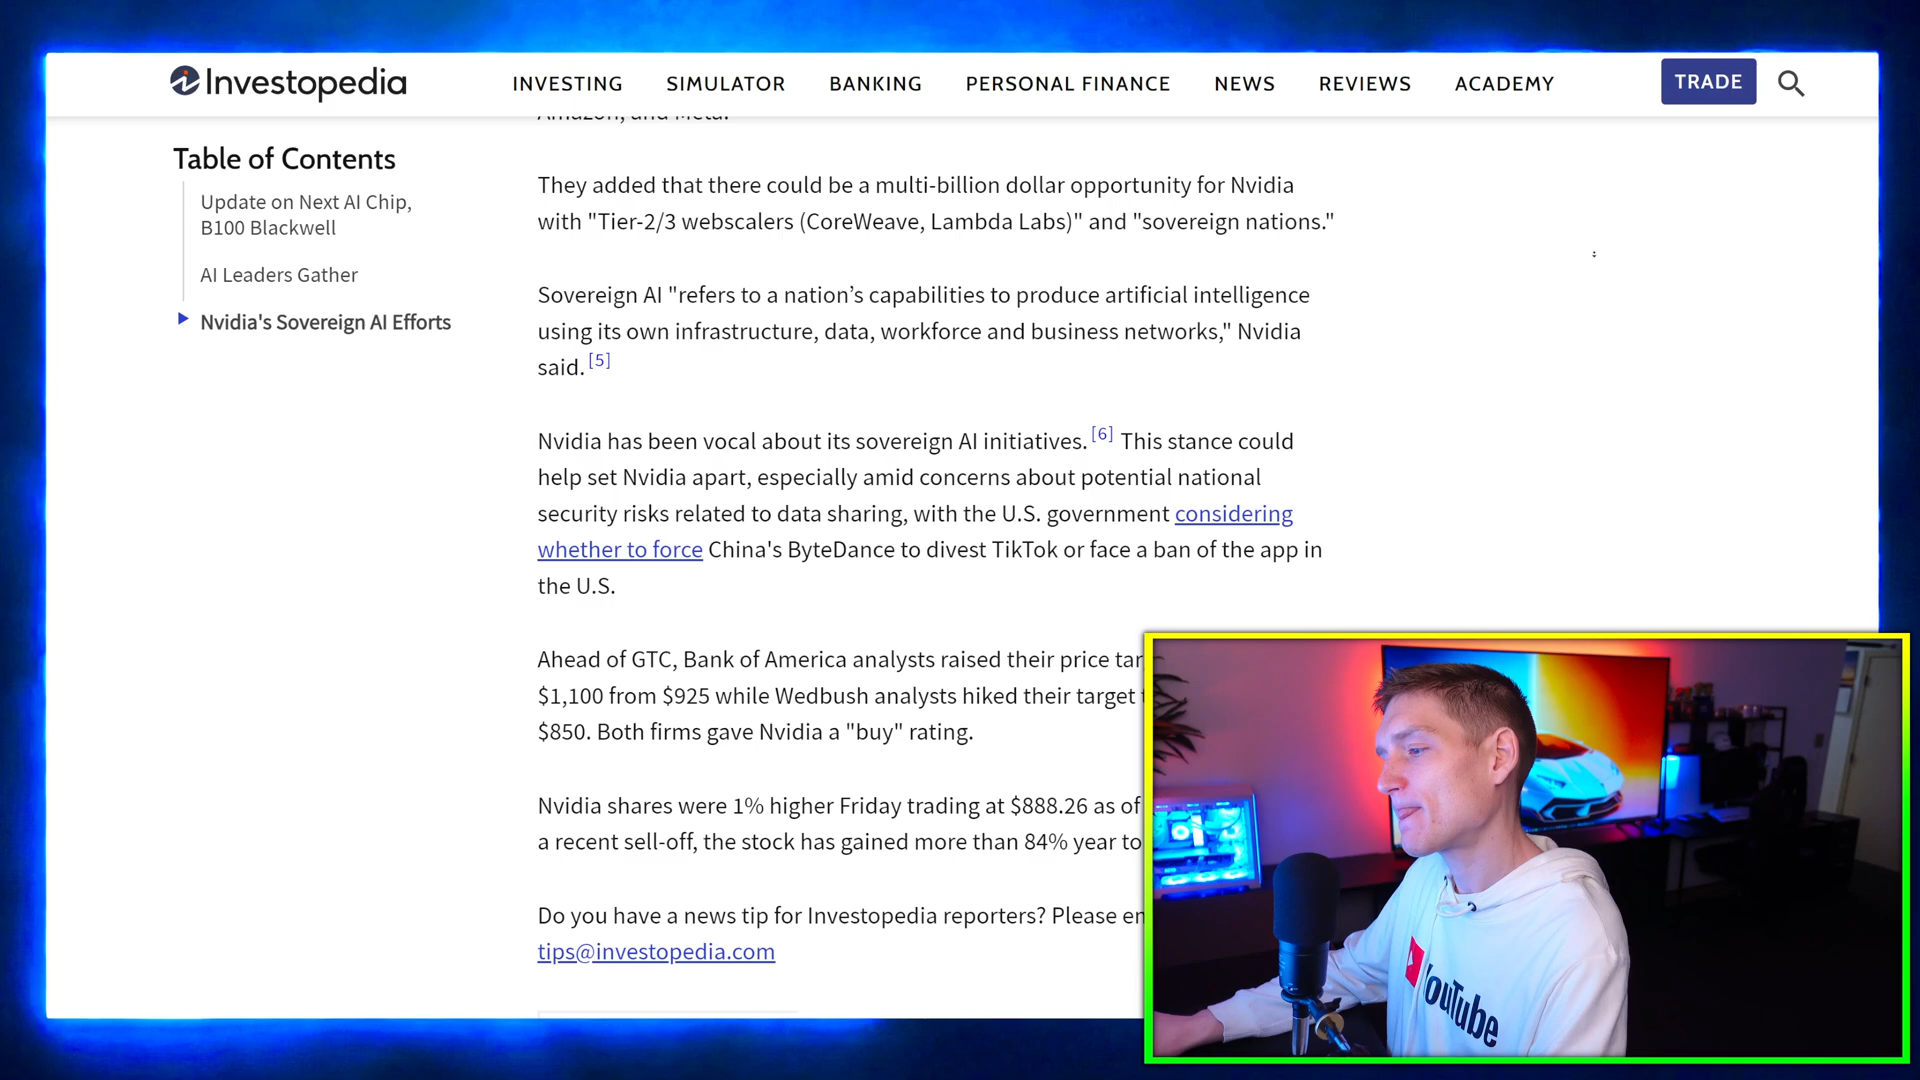 Investopedia
INVESTING SIMULATOR BANKING PERSONAL FINANCE NEWS REVIEWS ACADEMY TRADE
Table of Contents
Update on Next AI Chip,
B100 Blackwell
AI Leaders Gather
Nvidia's Sovereign AI Efforts
Amazon, and Meta.
They added that there could be a multi-billion dollar opportunity for Nvidia
with "Tier-2/3 webscalers (CoreWeave, Lambda Labs)" and "sovereign nations."
Sovereign AI "refers to a nation’s capabilities to produce artificial intelligence
using its own infrastructure, data, workforce and business networks," Nvidia
said. [5]
Nvidia has been vocal about its sovereign AI initiatives. [6] This stance could
help set Nvidia apart, especially amid concerns about potential national
security risks related to data sharing, with the U.S. government considering
whether to force China's ByteDance to divest TikTok or face a ban of the app in
the U.S.
Ahead of GTC, Bank of America analysts raised their price
$1,100 from $925 while Wedbush analysts hiked their target
$850. Both firms gave Nvidia a "buy" rating.
Nvidia shares were 1% higher Friday trading at $888.26 as of
a recent sell-off, the stock has gained more than 84% year to
Do you have a news tip for Investopedia reporters? Please
tips@investopedia.com
YouTube